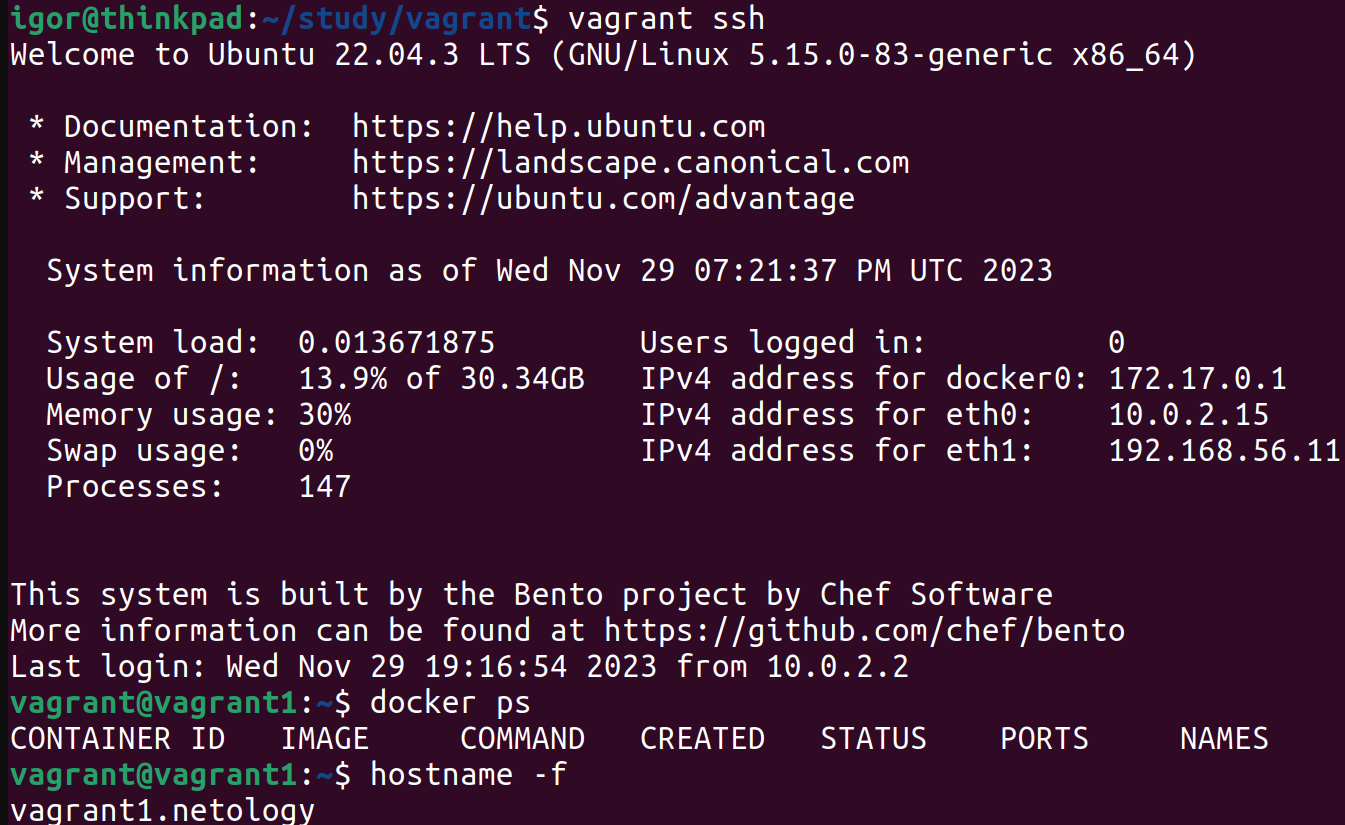 igor@thinkpad:~/study/vagrant$ vagrant ssh
Welcome to Ubuntu 22.04.3 LTS (GNU/Linux 5.15.0-83-generic x86_64)
 * Documentation:  https://help.ubuntu.com
 * Management:     https://landscape.canonical.com
 * Support:        https://ubuntu.com/advantage
  System information as of Wed Nov 29 07:21:37 PM UTC 2023
  System load:  0.013671875        Users logged in:          0
  Usage of /:   13.9% of 30.34GB   IPv4 address for docker0: 172.17.0.1
  Memory usage: 30%                IPv4 address for eth0:    10.0.2.15
  Swap usage:   0%                 IPv4 address for eth1:    192.168.56.11
  Processes:    147
This system is built by the Bento project by Chef Software
More information can be found at https://github.com/chef/bento
Last login: Wed Nov 29 19:16:54 2023 from 10.0.2.2
vagrant@vagrant1:~$ docker ps
CONTAINER ID   IMAGE     COMMAND   CREATED   STATUS    PORTS     NAMES
vagrant@vagrant1:~$ hostname -f
vagrant1.netology